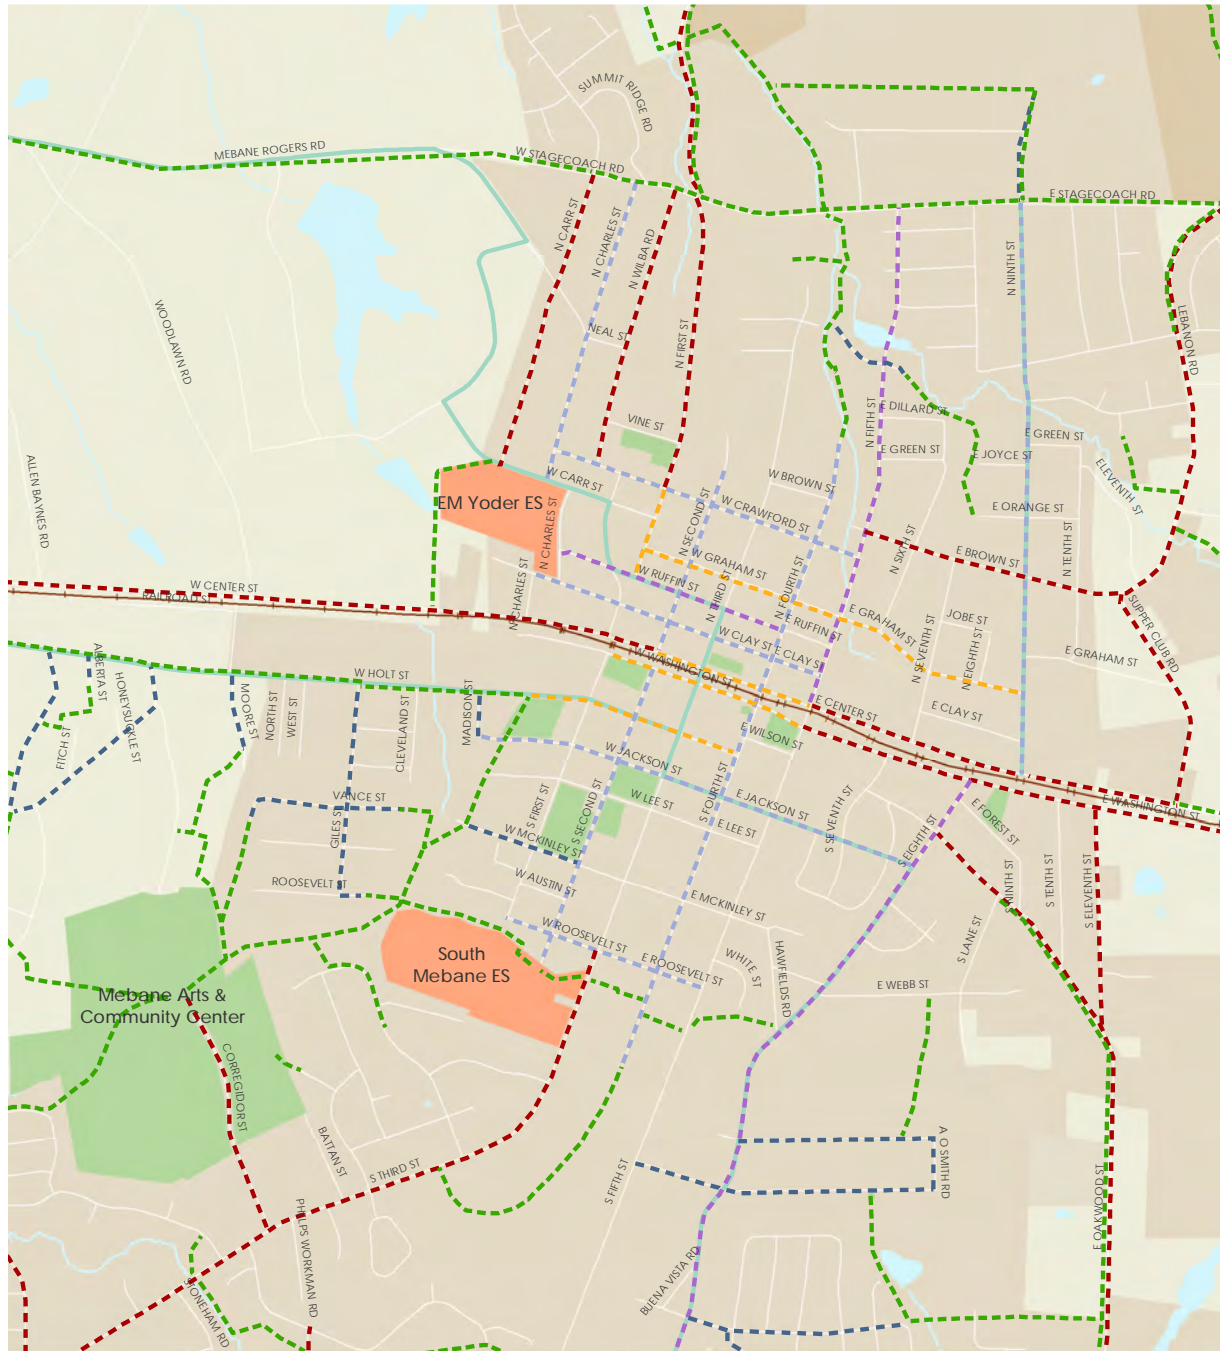 SUMMIT RIDGE RD
MEBANE ROGERS RD
W STAGECOACH RD
E STAGECOACH RD
N CARR ST
N CHARLES ST
N WILBA RD
N NINTH ST
WOODLAWN RD
NEAL ST
N FIRST ST
LEBANON RD
VINE ST
N FIFTH ST
E DILLARD ST
E GREEN ST
E GREEN ST
E JOYCE ST
ALLEN BAYNES RD
W CARR ST
W BROWN ST
ELEVENTH ST
EM Yoder ES
N SECOND ST
W CRAWFORD ST
E ORANGE ST
N CHARLES ST
N SIXTH ST
E BROWN ST
N TENTH ST
W GRAHAM ST
W CENTER ST
RAILROAD ST
N CHARLES ST
W RUFFIN ST
N THIRD ST
N FOURTH ST
E GRAHAM ST
JOBE ST
SUPPER CLUB RD
E RUFFIN ST
W CLAY ST
E CLAY ST
N SEVENTH ST
N EIGHTH ST
E GRAHAM ST
W WASHINGTON ST
ALBERTA ST
HONEYSUCKLE ST
W HOLT ST
MADISON ST
E CENTER ST
E CLAY ST
FITCH ST
MOORE ST
NORTH ST
WEST ST
CLEVELAND ST
E WILSON ST
W JACKSON ST
VANCE ST
GILES ST
S FIRST ST
S SECOND ST
W LEE ST
S FOURTH ST
E JACKSON ST
E LEE ST
S SEVENTH ST
S EIGHTH ST
E FOREST ST
E WASHINGTON ST
W MCKINLEY ST
ROOSEVELT ST
W AUSTIN ST
E MCKINLEY ST
S NINTH ST
S TENTH ST
S ELEVENTH ST
W ROOSEVELT ST
South
Mebane ES
E ROOSEVELT ST
WHITE ST
HAWFIELDS RD
S LANE ST
E WEBB ST
Mebane Arts &
Community Center
CORREGIDOR ST
BATTAN ST
S THIRD ST
S FIFTH ST
A O SMITH RD
E OAKWOOD ST
PHILPS WORKMAN RD
STONEHAM RD
BUENA VISTA RD